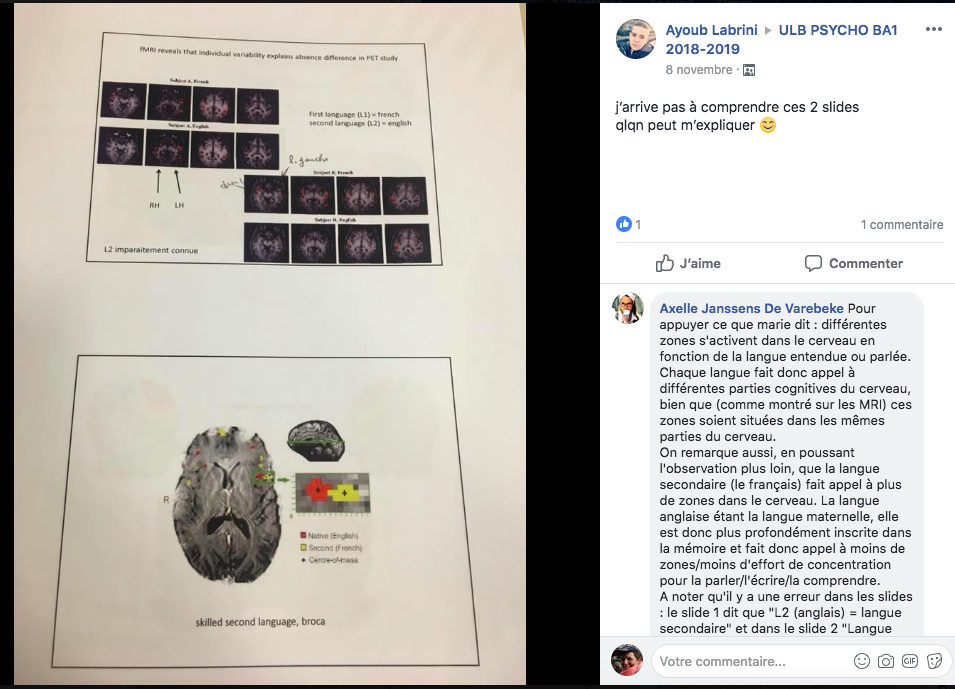 fMRI reveals that individual variability explains absence difference in PET study
Subject A, French
First language (L1) = french
second language (L2) = english
Subject A, English
l. gauche
Subject B, French
RH LH
Subject B, English
L2 imparaitement connue
R
Native (English)
Second (French)
Centre-of-mass
skilled second language, broca
Ayoub Labrini ▸ ULB PSYCHO BA1
2018-2019
8 novembre ·
j’arrive pas à comprendre ces 2 slides
qlqn peut m’expliquer 😊
1
1 commentaire
J’aime
Commenter
Axelle Janssens De Varebeke Pour
appuyer ce que marie dit : différentes
zones s'activent dans le cerveau en
fonction de la langue entendue ou parlée.
Chaque langue fait donc appel à
différentes parties cognitives du cerveau,
bien que (comme montré sur les MRI) ces
zones soient situées dans les mêmes
parties du cerveau.
On remarque aussi, en poussant
l'observation plus loin, que la langue
secondaire (le français) fait appel à plus
de zones dans le cerveau. La langue
anglaise étant la langue maternelle, elle
est donc plus profondément inscrite dans
la mémoire et fait donc appel à moins de
zones/moins d'effort de concentration
pour la parler/l'écrire/la comprendre.
A noter qu'il y a une erreur dans les slides
: le slide 1 dit que "L2 (anglais) = langue
secondaire" et dans le slide 2 "Langue
Votre commentaire...
GIF